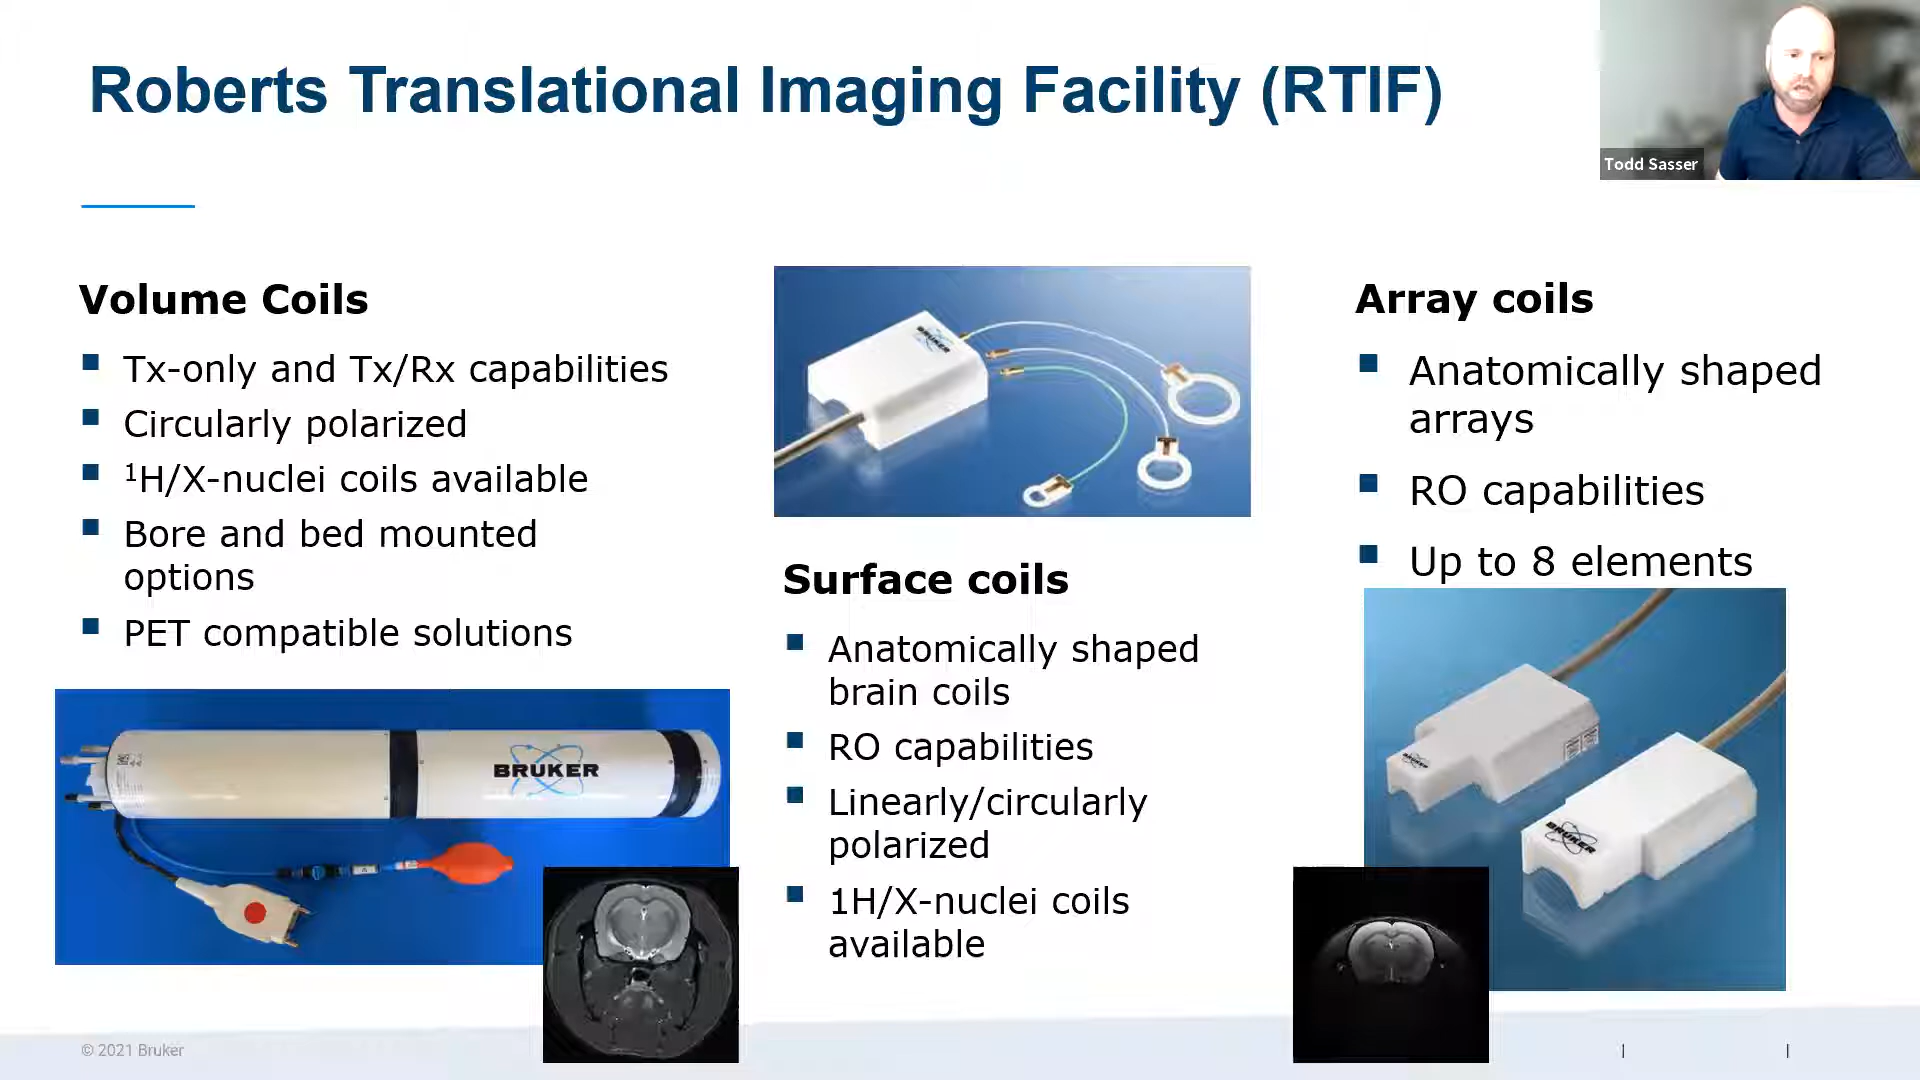 Roberts Translational Imaging Facility (RTIF)
Todd Sasser
Volume Coils
Tx-only and Tx/Rx capabilities
Circularly polarized
¹H/X-nuclei coils available
Bore and bed mounted
options
PET compatible solutions
BRUKER
BRUKER
Surface coils
Anatomically shaped
brain coils
RO capabilities
Linearly/circularly
polarized
1H/X-nuclei coils
available
Array coils
Anatomically shaped
arrays
RO capabilities
Up to 8 elements
BRUKER
BRUKER
© 2021 Bruker